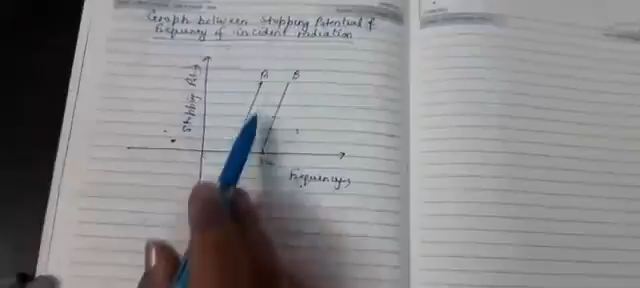 Graph between Stopping Potential &
Frequency of incident radiation
A B
Stopping Pot.
Frequency